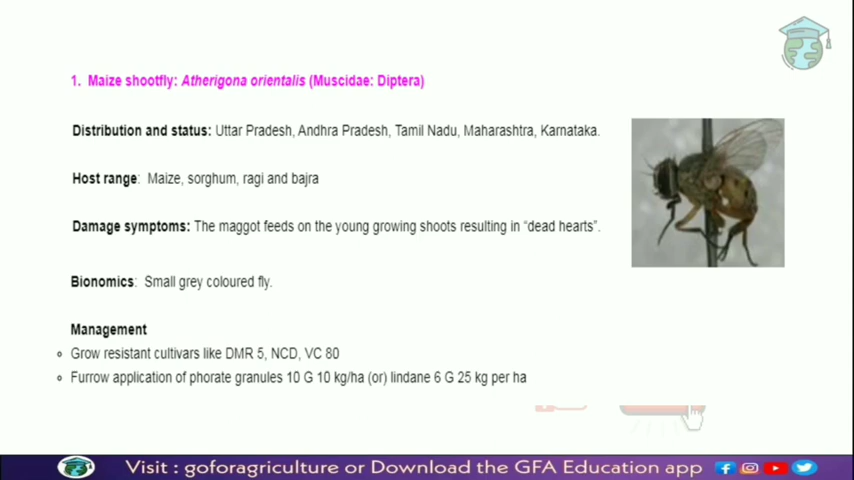 1. Maize shootfly: Atherigona orientalis (Muscidae: Diptera)
Distribution and status: Uttar Pradesh, Andhra Pradesh, Tamil Nadu, Maharashtra, Karnataka.
Host range: Maize, sorghum, ragi and bajra
Damage symptoms: The maggot feeds on the young growing shoots resulting in “dead hearts”.
Bionomics: Small grey coloured fly.
Management
Grow resistant cultivars like DMR 5, NCD, VC 80
Furrow application of phorate granules 10 G 10 kg/ha (or) lindane 6 G 25 kg per ha
Visit : goforagriculture or Download the GFA Education app